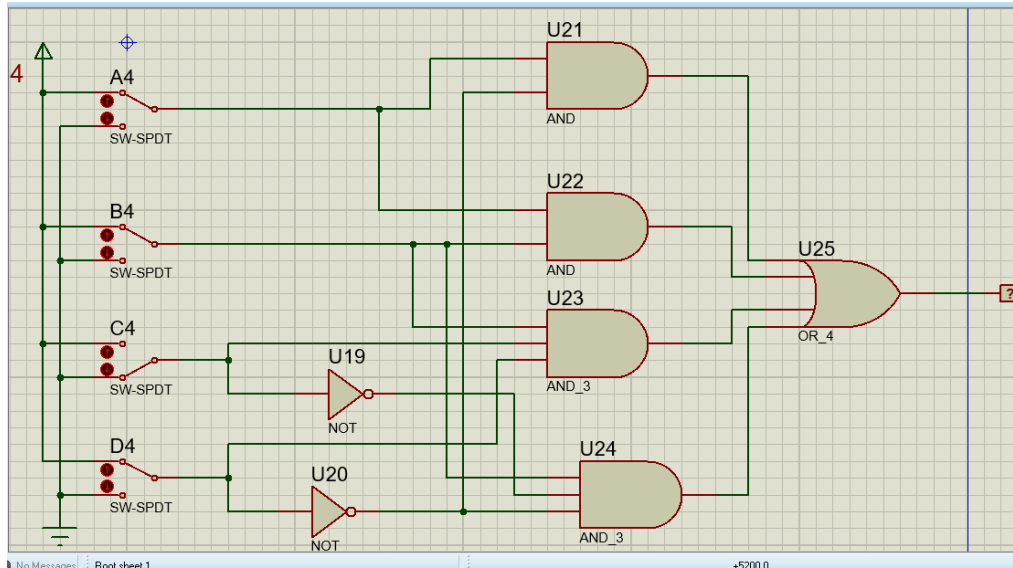 U21
4
A4
AND
SW-SPDT
U22
B4
AND
SW-SPDT
U25
U23
C4
OR_4
U19
SW-SPDT
AND_3
NOT
D4
U24
U20
SW-SPDT
AND_3
NOT
?
No Messages
Root sheet 1
+5200.0